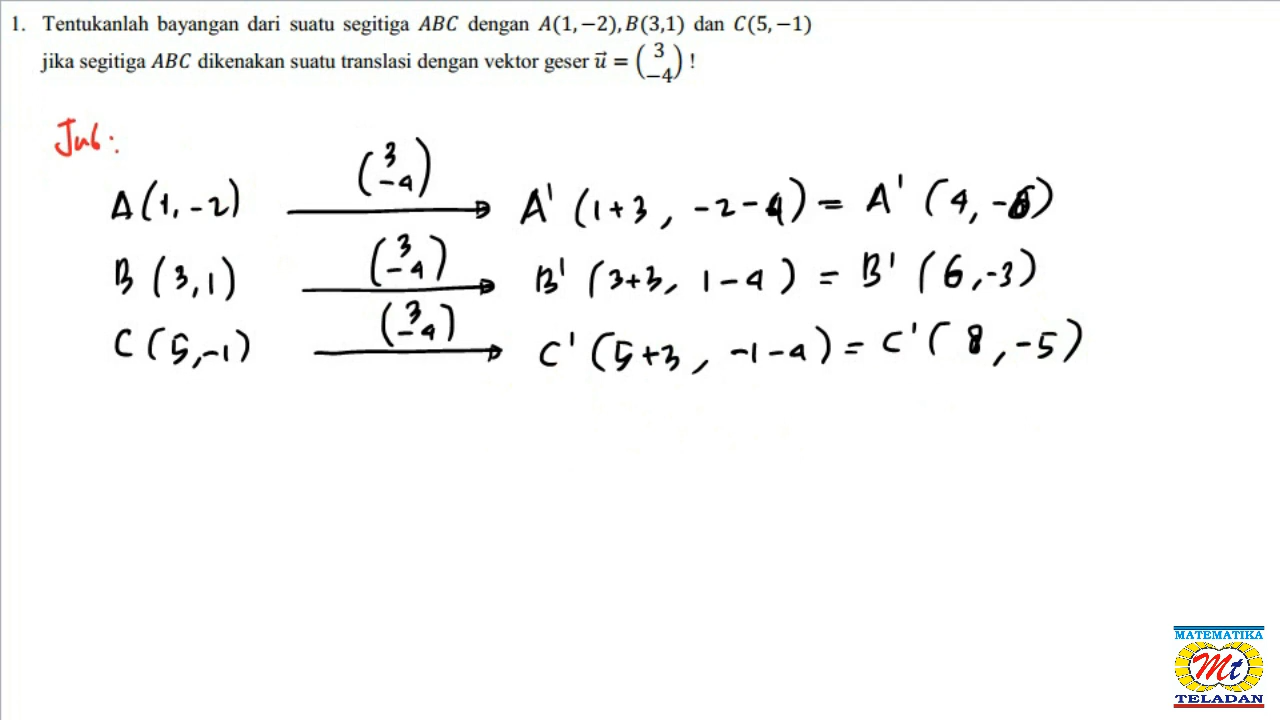 1. Tentukanlah bayangan dari suatu segitiga ABC dengan A(1,−2), B(3,1) dan C(5,−1)
jika segitiga ABC dikenakan suatu translasi dengan vektor geser u⃗ = (3 −4) !
Jwb:
A(1,-2) (3 -4) A' (1+3, -2-4) = A' (4, -6)
B (3,1) (3 -4) B' (3+3, 1-4) = B' (6,-3)
C (5,-1) (3 -4) C' (5+3, -1-4) = C' (8,-5)
MATEMATIKA
Mt
TELADAN